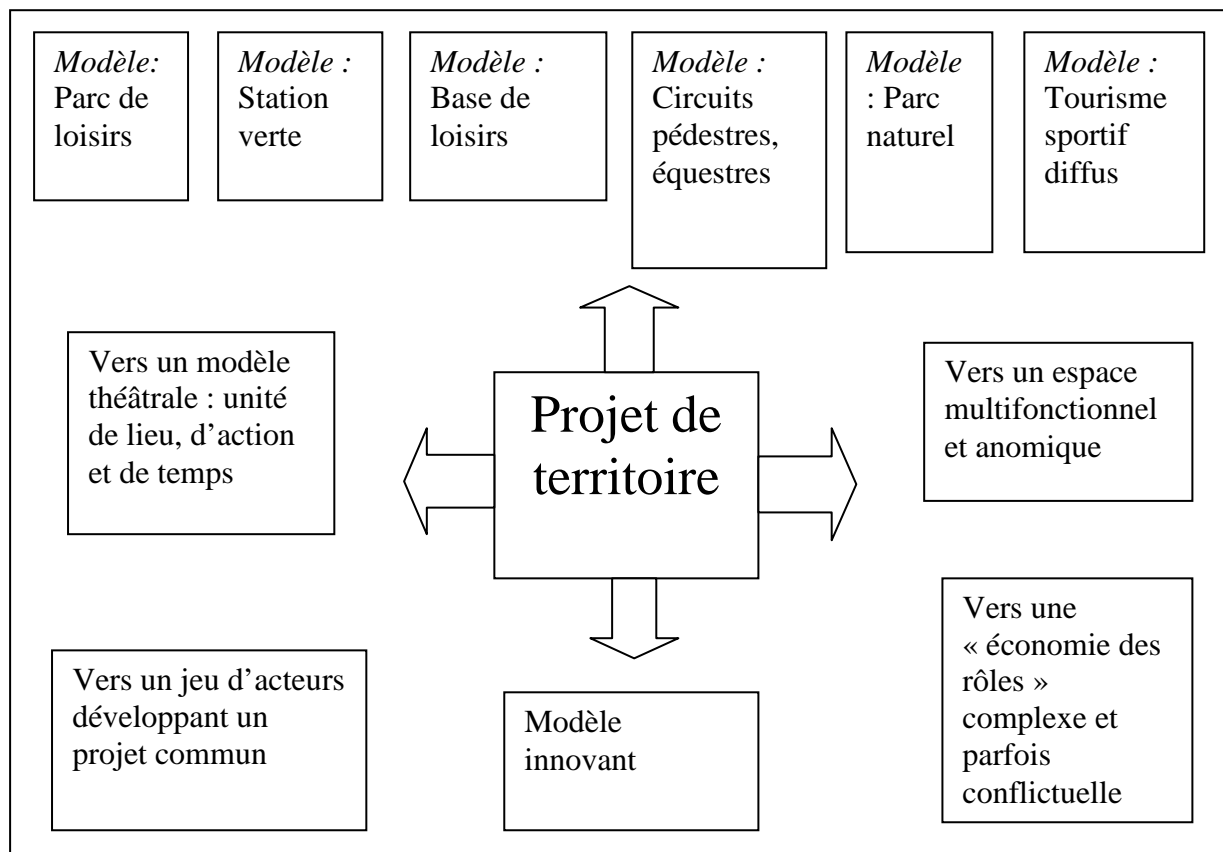 Modèle:
Parc de
loisirs
Modèle :
Station
verte
Modèle :
Base de
loisirs
Modèle :
Circuits
pédestres,
équestres
Modèle
: Parc
naturel
Modèle :
Tourisme
sportif
diffus
Vers un modèle
théâtrale : unité
de lieu, d’action
et de temps
Projet de
territoire
Vers un espace
multifonctionnel
et anomique
Vers un jeu d’acteurs
développant un
projet commun
Modèle
innovant
Vers une
« économie des
rôles »
complexe et
parfois
conflictuelle